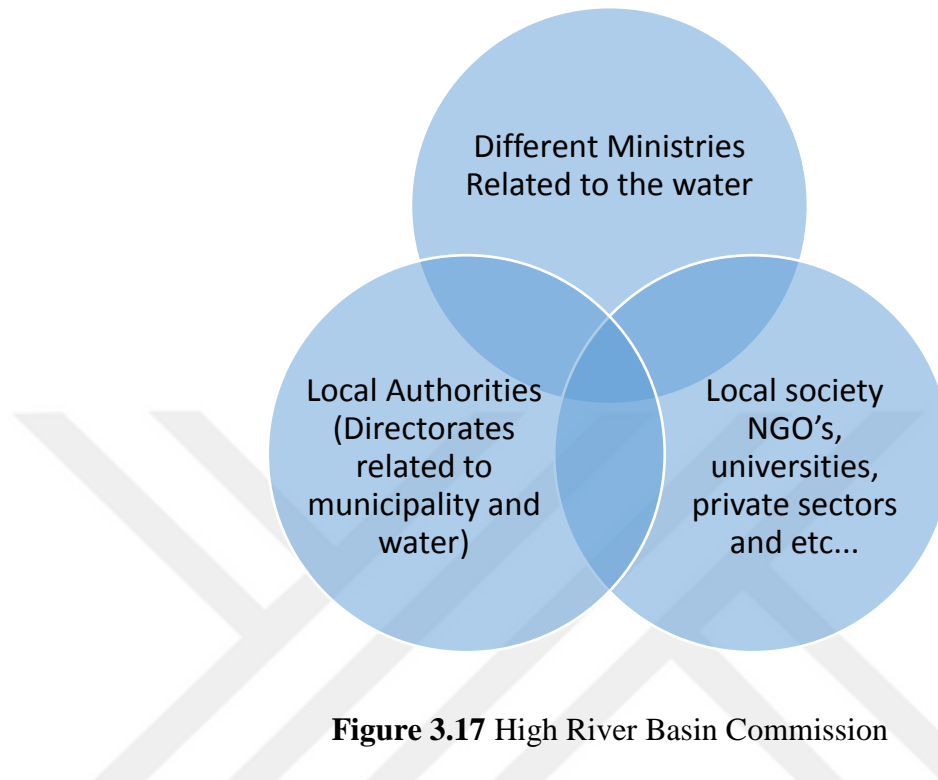 Different Ministries
Related to the water
Local Authorities
(Directorates
related to
municipality and
water)
Local society
NGO’s,
universities,
private sectors
and etc...
Figure 3.17 High River Basin Commission